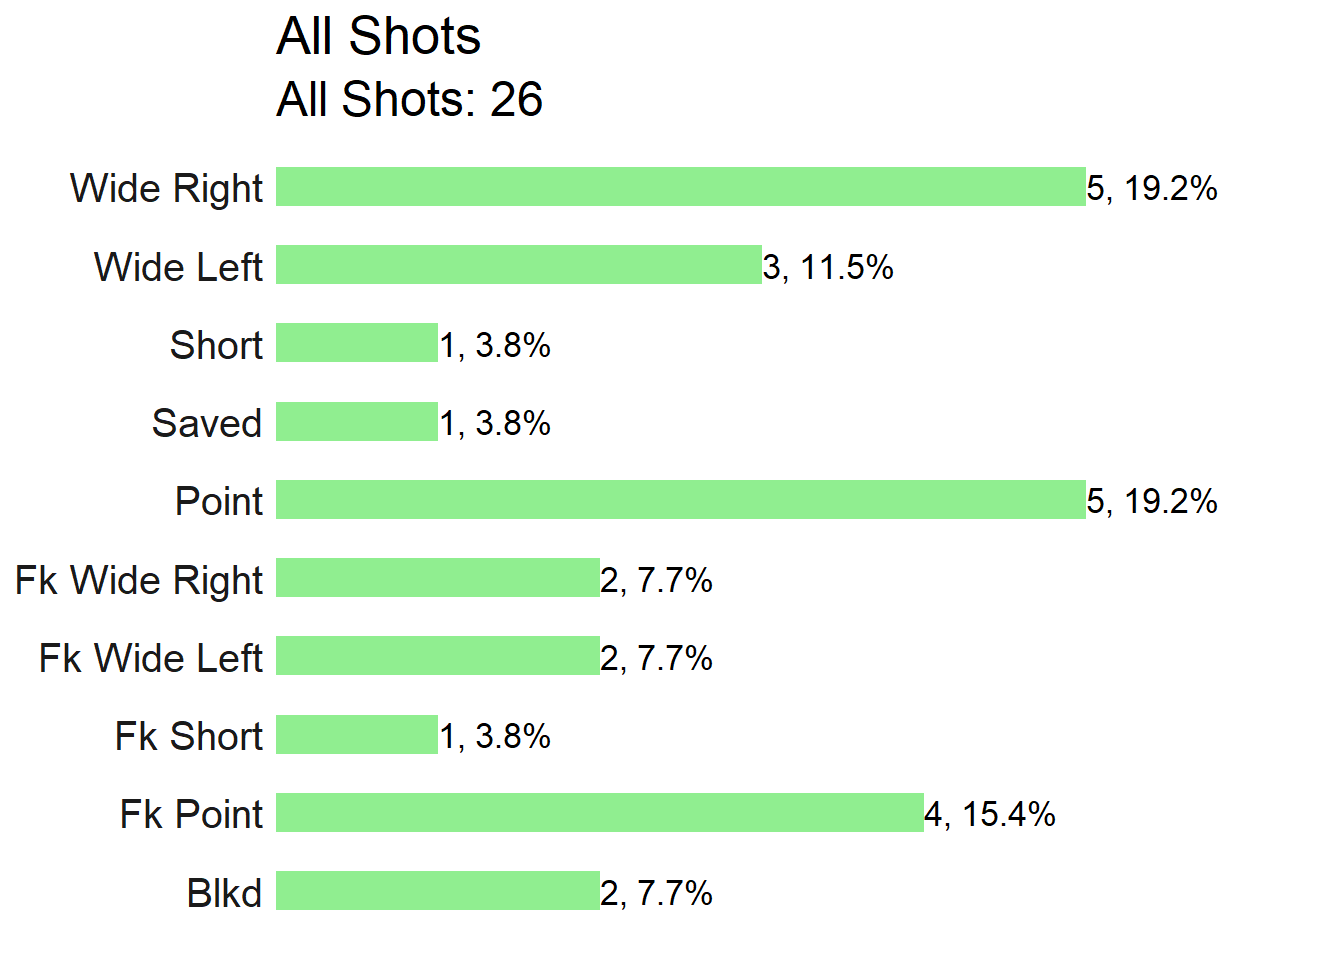 All Shots
All Shots: 26
Wide Right 5, 19.2%
Wide Left 3, 11.5%
Short 1, 3.8%
Saved 1, 3.8%
Point 5, 19.2%
Fk Wide Right 2, 7.7%
Fk Wide Left 2, 7.7%
Fk Short 1, 3.8%
Fk Point 4, 15.4%
Blkd 2, 7.7%